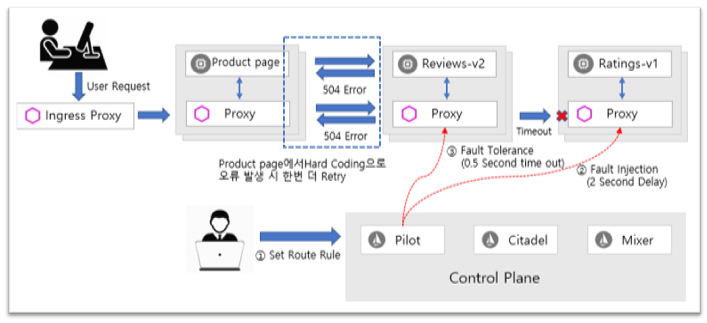 User Request
Ingress Proxy
Product page
Proxy
504 Error
504 Error
Product page에서Hard Coding으로
오류 발생 시 한번 더 Retry
Reviews-v2
Proxy
Timeout
Ratings-v1
Proxy
③ Fault Tolerance
(0.5 Second time out)
② Fault Injection
(2 Second Delay)
① Set Route Rule
Pilot
Citadel
Mixer
Control Plane